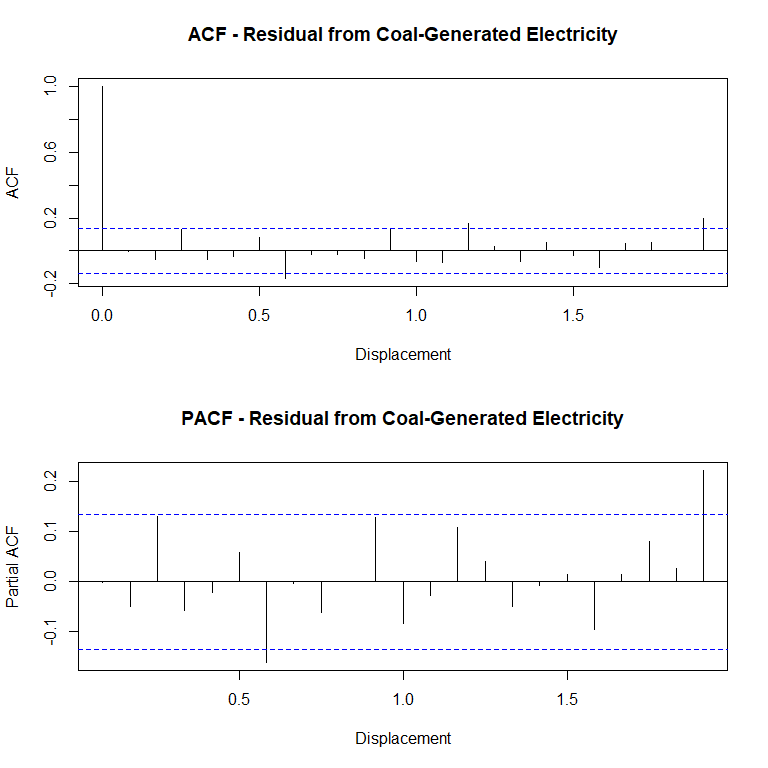 ACF - Residual from Coal-Generated Electricity
ACF
1.0
0.6
0.2
-0.2
0.0 0.5 1.0 1.5
Displacement
PACF - Residual from Coal-Generated Electricity
Partial ACF
0.2
0.1
0.0
-0.1
0.5 1.0 1.5
Displacement